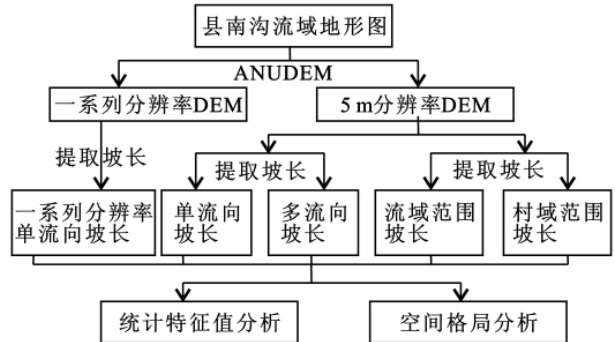 县南沟流域地形图
ANUDEM
一系列分辨率DEM
5 m分辨率DEM
提取坡长
提取坡长
提取坡长
一系列分辨率
单流向坡长
单流向
坡长
多流向
坡长
流域范围
坡长
村域范围
坡长
统计特征值分析
空间格局分析